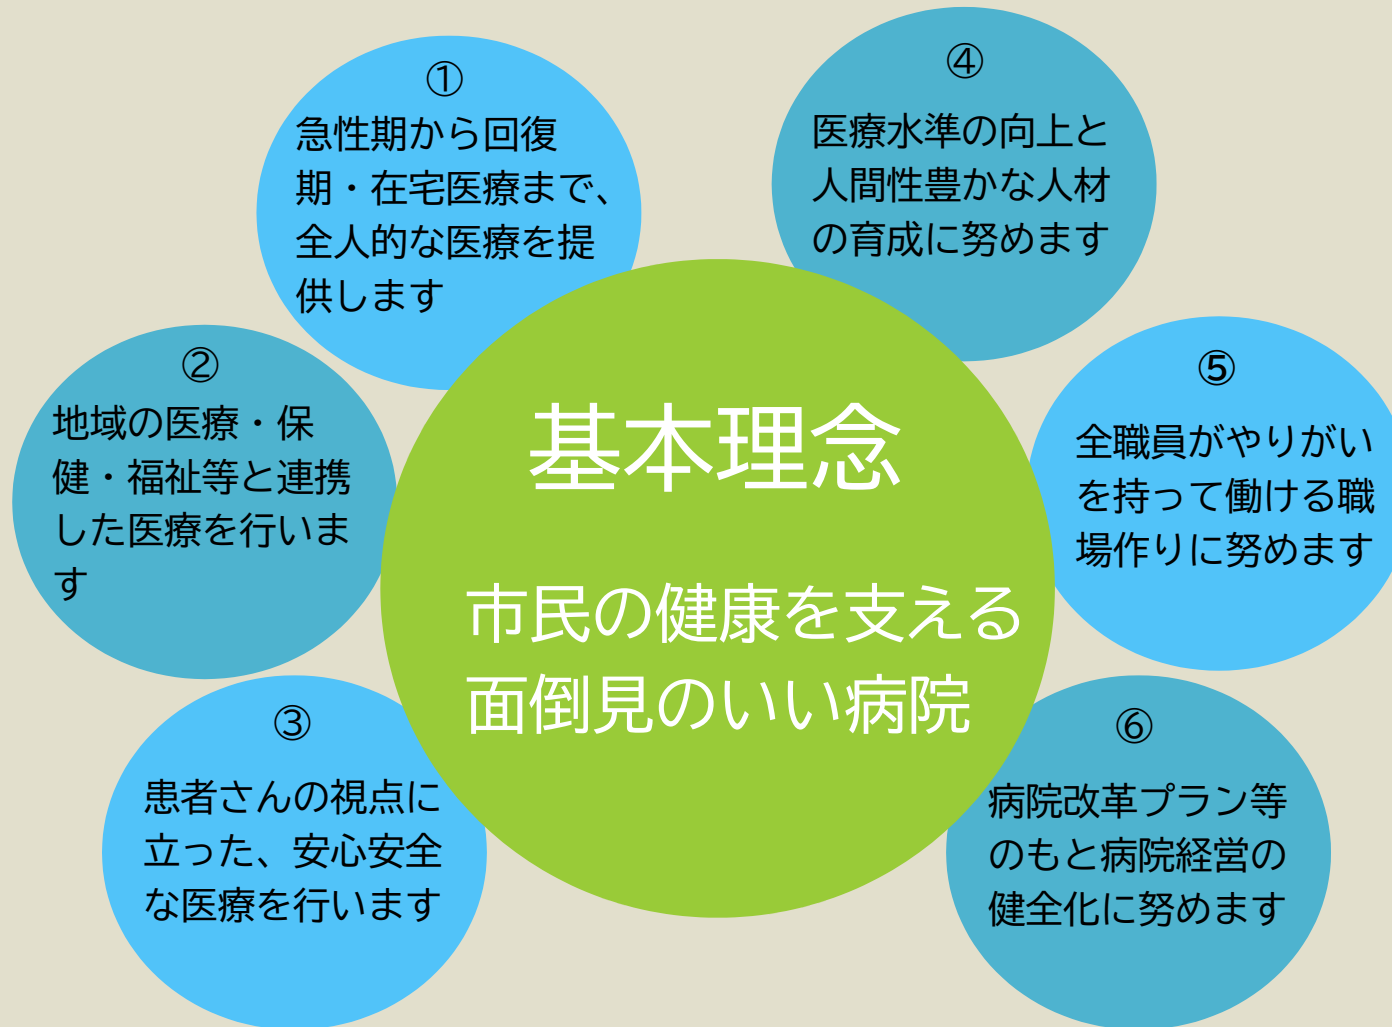 ①
急性期から回復
期・在宅医療まで、
全人的な医療を提
供します
②
地域の医療・保
健・福祉等と連携
した医療を行いま
す
③
患者さんの視点に
立った、安心安全
な医療を行います
基本理念
市民の健康を支える
面倒見のいい病院
④
医療水準の向上と
人間性豊かな人材
の育成に努めます
⑤
全職員がやりがい
を持って働ける職
場作りに努めます
⑥
病院改革プラン等
のもと病院経営の
健全化に努めます